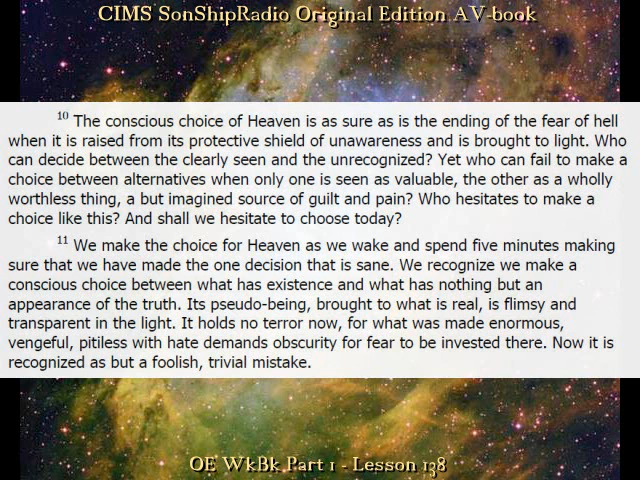 CIMS SonShipRadio Original Edition AV-book
10 The conscious choice of Heaven is as sure as is the ending of the fear of hell
when it is raised from its protective shield of unawareness and is brought to light. Who
can decide between the clearly seen and the unrecognized? Yet who can fail to make a
choice between alternatives when only one is seen as valuable, the other as a wholly
worthless thing, a but imagined source of guilt and pain? Who hesitates to make a
choice like this? And shall we hesitate to choose today?
11 We make the choice for Heaven as we wake and spend five minutes making
sure that we have made the one decision that is sane. We recognize we make a
conscious choice between what has existence and what has nothing but an
appearance of the truth. Its pseudo-being, brought to what is real, is flimsy and
transparent in the light. It holds no terror now, for what was made enormous,
vengeful, pitiless with hate demands obscurity for fear to be invested there. Now it is
recognized as but a foolish, trivial mistake.
OE WkBk Part 1 - Lesson 138